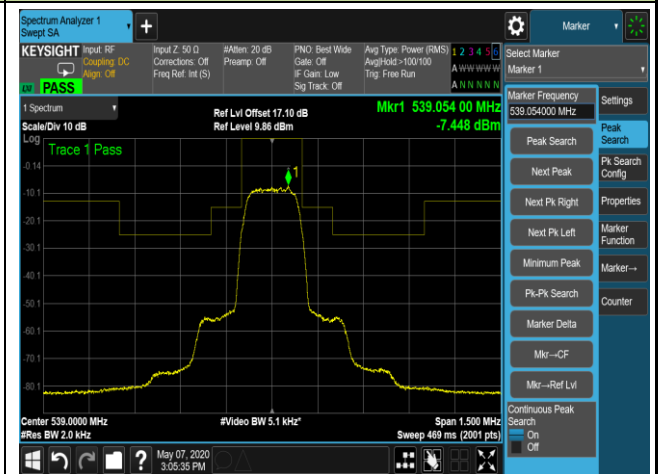 Spectrum Analyzer 1
Swept SA
+
Marker
KEYSIGHT
Input: RF
Coupling: DC
Align: Off
Input Z: 50 Ω
Corrections: Off
Freq Ref: Int (S)
#Atten: 20 dB
Preamp: Off
PNO: Best Wide
Gate: Off
IF Gain: Low
Sig Track: Off
Avg Type: Power (RMS)
Avg|Hold:>100/100
Trig: Free Run
1 2 3 4 5 6
A W W W W W
A N N N N N
LXI
PASS
Select Marker
Marker 1
1 Spectrum
Scale/Div 10 dB
Ref Lvl Offset 17.10 dB
Ref Level 9.86 dBm
Mkr1 539.054 00 MHz
-7.448 dBm
Log
Trace 1 Pass
1
-0.14
-10.1
-20.1
-30.1
-40.1
-50.1
-60.1
-70.1
-80.1
Center 539.0000 MHz
#Res BW 2.0 kHz
#Video BW 5.1 kHz*
Span 1.500 MHz
Sweep 469 ms (2001 pts)
Marker Frequency
539.054000 MHz
Peak Search
Next Peak
Next Pk Right
Next Pk Left
Minimum Peak
Pk-Pk Search
Marker Delta
Mkr→CF
Mkr→Ref Lvl
Continuous Peak
Search
On
Off
Settings
Peak
Search
Pk Search
Config
Properties
Marker
Function
Marker→
Counter
?
May 07, 2020
3:05:35 PM